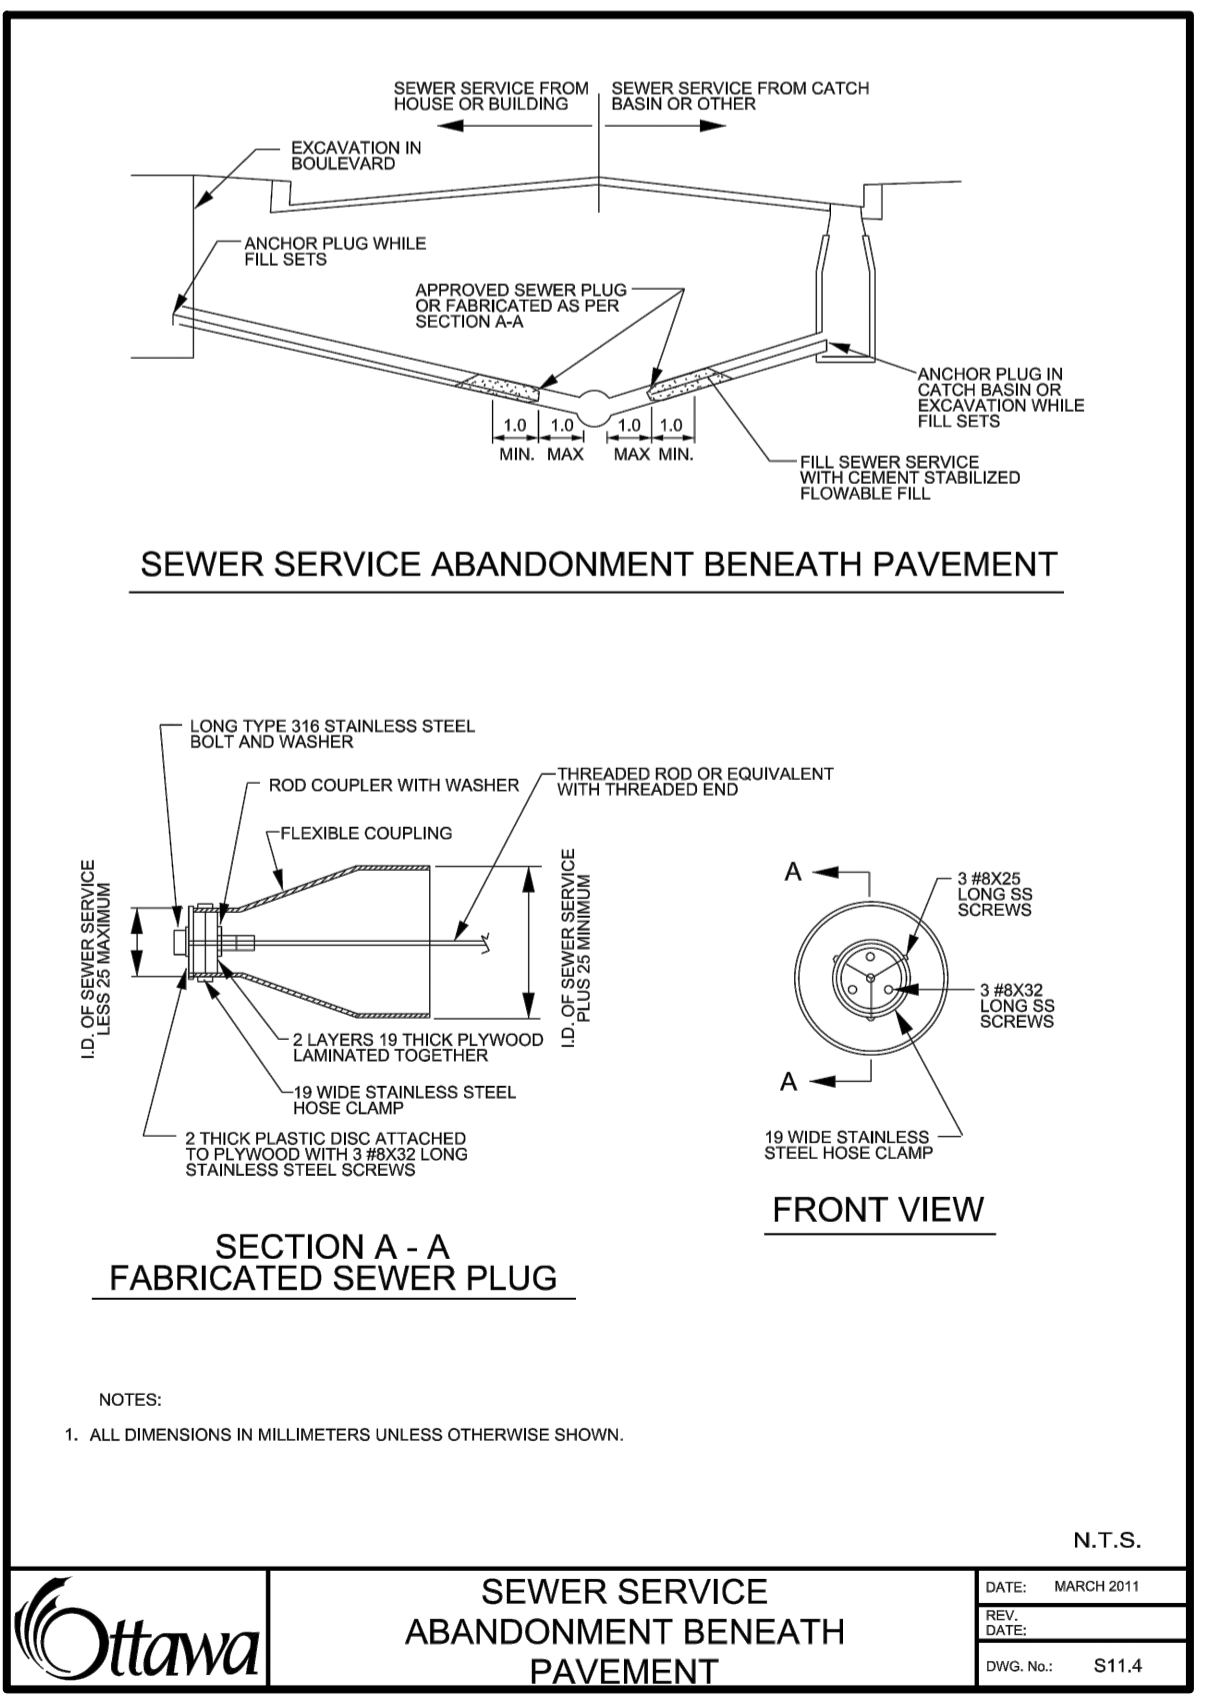 SEWER SERVICE FROM
HOUSE OR BUILDING
SEWER SERVICE FROM CATCH
BASIN OR OTHER
EXCAVATION IN
BOULEVARD
ANCHOR PLUG WHILE
FILL SETS
APPROVED SEWER PLUG
OR FABRICATED AS PER
SECTION A-A
ANCHOR PLUG IN
CATCH BASIN OR
EXCAVATION WHILE
FILL SETS
1.0 1.0 1.0 1.0
MIN. MAX MAX MIN.
FILL SEWER SERVICE
WITH CEMENT STABILIZED
FLOWABLE FILL
SEWER SERVICE ABANDONMENT BENEATH PAVEMENT
LONG TYPE 316 STAINLESS STEEL
BOLT AND WASHER
ROD COUPLER WITH WASHER
THREADED ROD OR EQUIVALENT
WITH THREADED END
FLEXIBLE COUPLING
I.D. OF SEWER SERVICE
LESS 25 MAXIMUM
I.D. OF SEWER SERVICE
PLUS 25 MINIMUM
2 LAYERS 19 THICK PLYWOOD
LAMINATED TOGETHER
19 WIDE STAINLESS STEEL
HOSE CLAMP
2 THICK PLASTIC DISC ATTACHED
TO PLYWOOD WITH 3 #8X32 LONG
STAINLESS STEEL SCREWS
SECTION A - A
FABRICATED SEWER PLUG
A
3 #8X25
LONG SS
SCREWS
3 #8X32
LONG SS
SCREWS
A
19 WIDE STAINLESS
STEEL HOSE CLAMP
FRONT VIEW
NOTES:
1. ALL DIMENSIONS IN MILLIMETERS UNLESS OTHERWISE SHOWN.
N.T.S.
Ottawa
SEWER SERVICE
ABANDONMENT BENEATH
PAVEMENT
DATE: MARCH 2011
REV.
DATE:
DWG. No.: S11.4